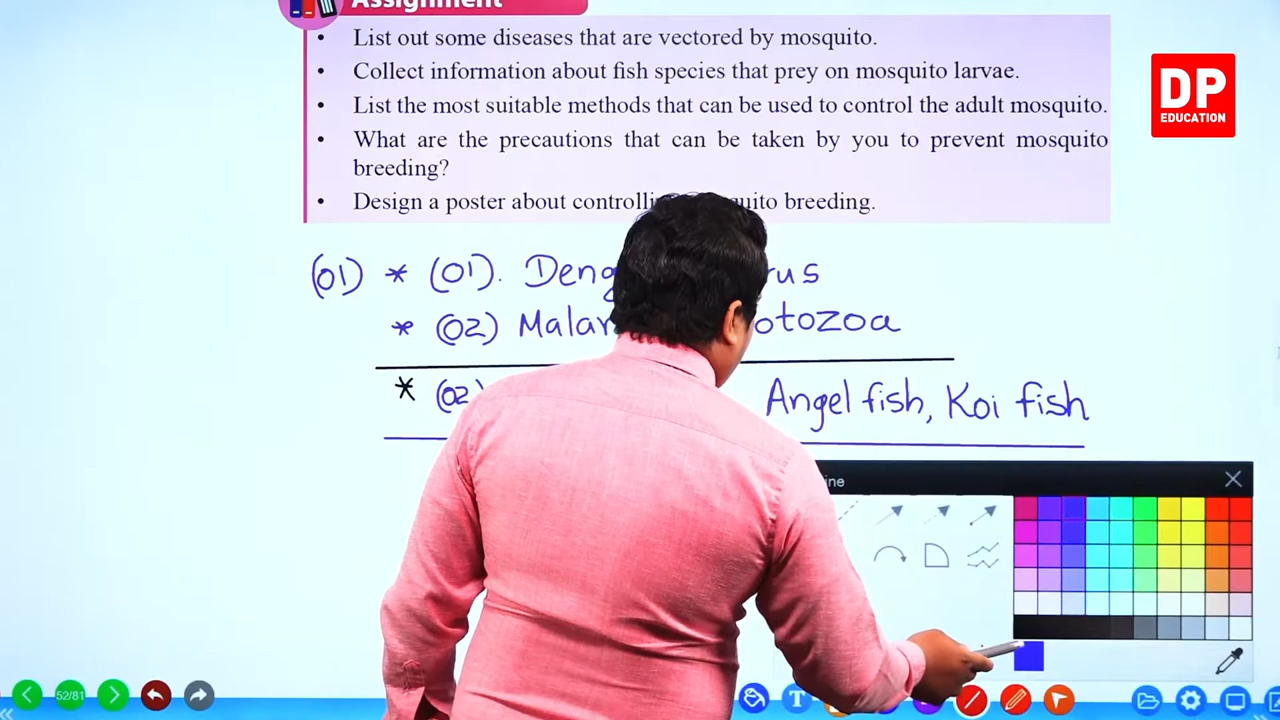 Assignment
• List out some diseases that are vectored by mosquito.
• Collect information about fish species that prey on mosquito larvae.
• List the most suitable methods that can be used to control the adult mosquito.
• What are the precautions that can be taken by you to prevent mosquito
breeding?
• Design a poster about controlli uito breeding.
DP
EDUCATION
(01) * (01). Deng rus
* (02) Malar otozoa
* (02 Angel fish, Koi fish
ine
52/81
T